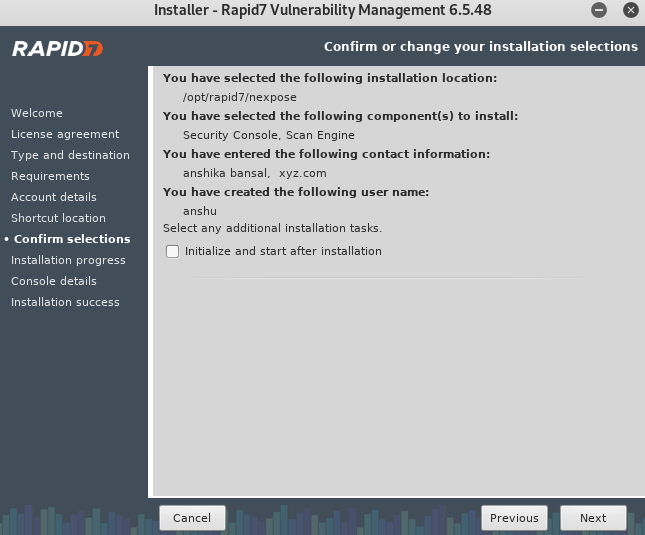 Installer - Rapid7 Vulnerability Management 6.5.48
RAPID7
Confirm or change your installation selections
Welcome
License agreement
Type and destination
Requirements
Account details
Shortcut location
• Confirm selections
Installation progress
Console details
Installation success
You have selected the following installation location:
/opt/rapid7/nexpose
You have selected the following component(s) to install:
Security Console, Scan Engine
You have entered the following contact information:
anshika bansal,  xyz.com
You have created the following user name:
anshu
Select any additional installation tasks.
Initialize and start after installation
Cancel
Previous
Next